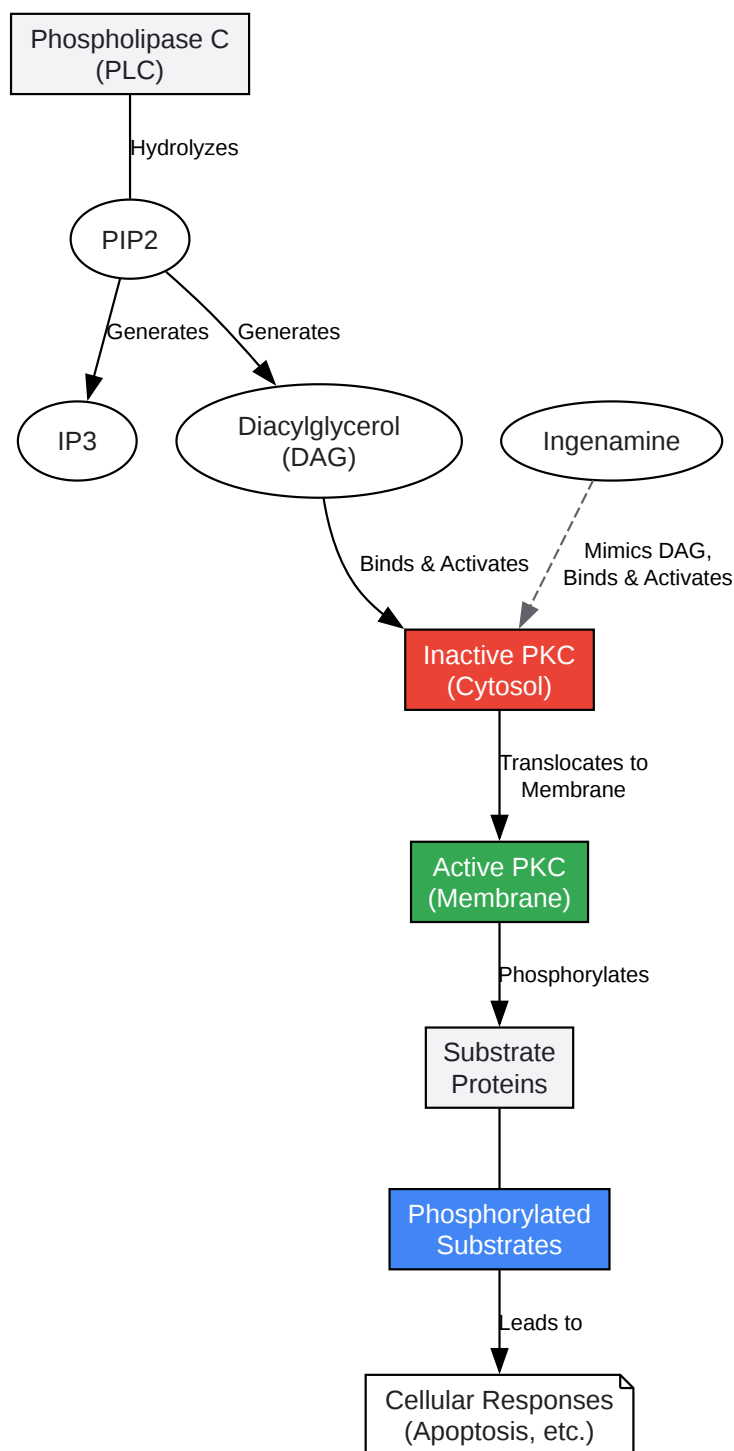 Phospholipase C
(PLC)
Hydrolyzes
PIP2
Generates
Generates
IP3
Diacylglycerol
(DAG)
Ingenamine
Binds & Activates
Mimics DAG,
Binds & Activates
Inactive PKC
(Cytosol)
Translocates to
Membrane
Active PKC
(Membrane)
Phosphorylates
Substrate
Proteins
Phosphorylated
Substrates
Leads to
Cellular Responses
(Apoptosis, etc.)